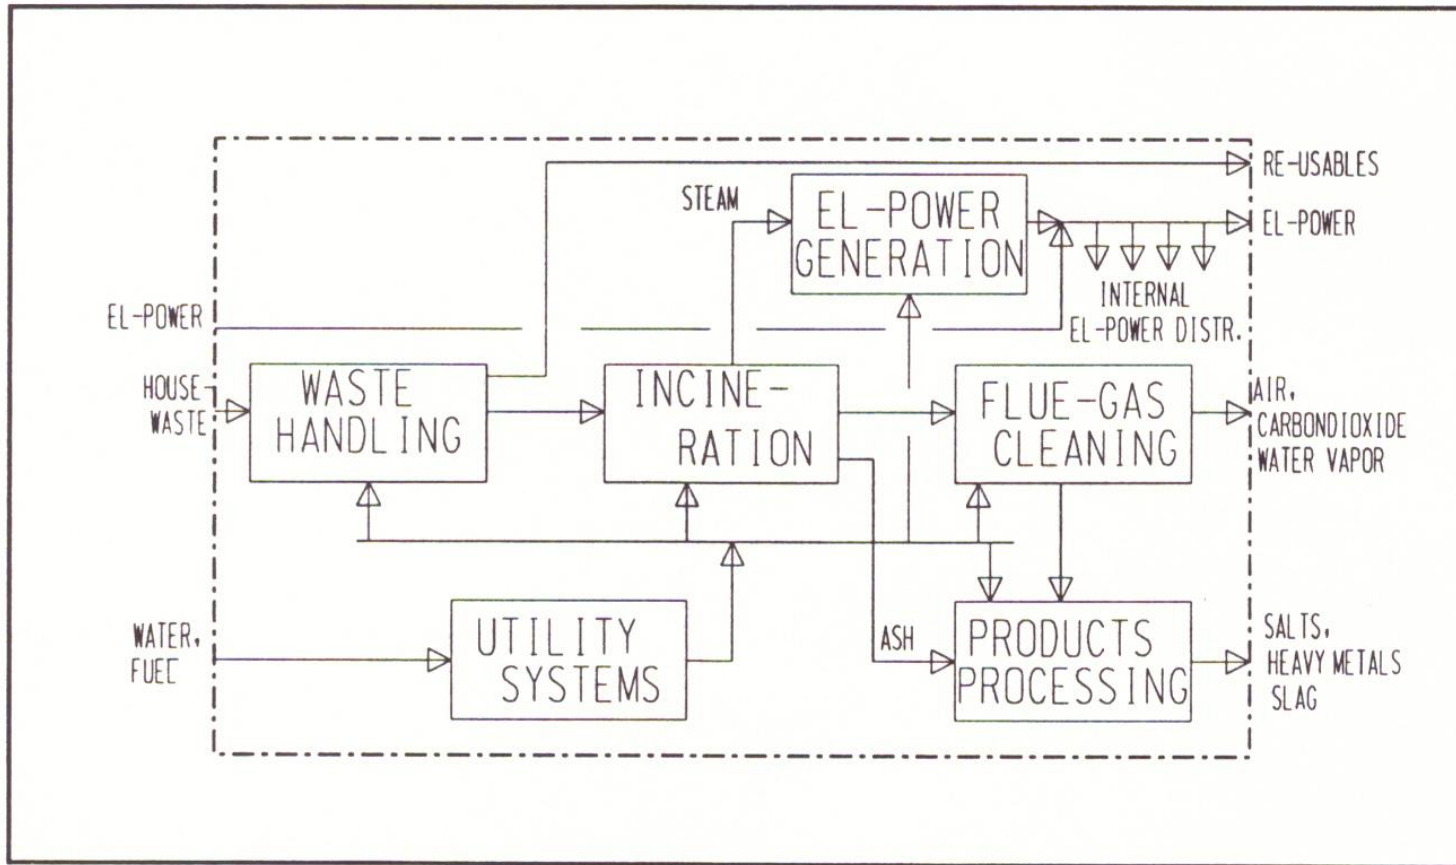 RE-USABLES
STEAM
EL-POWER
GENERATION
EL-POWER
INTERNAL
EL-POWER DISTR.
EL-POWER
HOUSE-
WASTE
WASTE
HANDLING
INCINE-
RATION
FLUE-GAS
CLEANING
AIR,
CARBONDIOXIDE
WATER VAPOR
WATER,
FUEL
UTILITY
SYSTEMS
ASH
PRODUCTS
PROCESSING
SALTS,
HEAVY METALS
SLAG